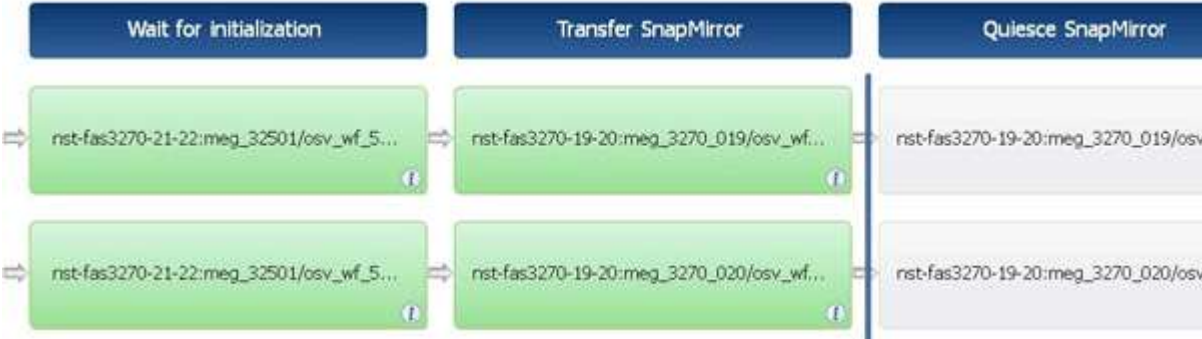 Wait for initialization
Transfer SnapMirror
Quiesce SnapMirror
nst-fas3270-21-22:meg_32501/osv_wf_5...
nst-fas3270-19-20:meg_3270_019/osv_wf...
nst-fas3270-19-20:meg_3270_019/osv
nst-fas3270-21-22:meg_32501/osv_wf_5...
nst-fas3270-19-20:meg_3270_020/osv_wf...
nst-fas3270-19-20:meg_3270_020/osv